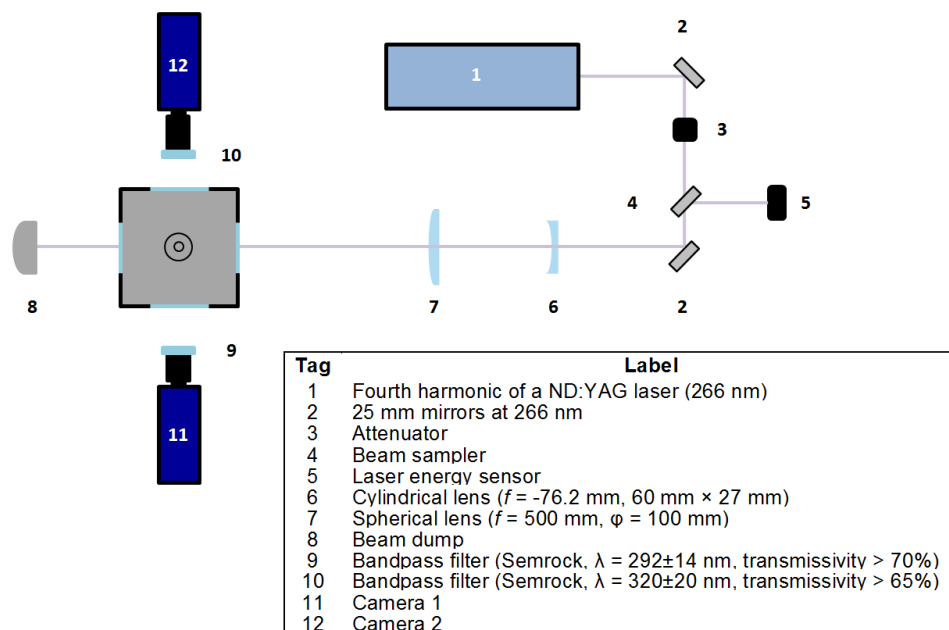 2
12
1
3
10
4
5
8
7
6
2
9
11
Tag Label
1 Fourth harmonic of a ND:YAG laser (266 nm)
2 25 mm mirrors at 266 nm
3 Attenuator
4 Beam sampler
5 Laser energy sensor
6 Cylindrical lens (f = -76.2 mm, 60 mm × 27 mm)
7 Spherical lens (f = 500 mm, φ = 100 mm)
8 Beam dump
9 Bandpass filter (Semrock, λ = 292±14 nm, transmissivity > 70%)
10 Bandpass filter (Semrock, λ = 320±20 nm, transmissivity > 65%)
11 Camera 1
12 Camera 2